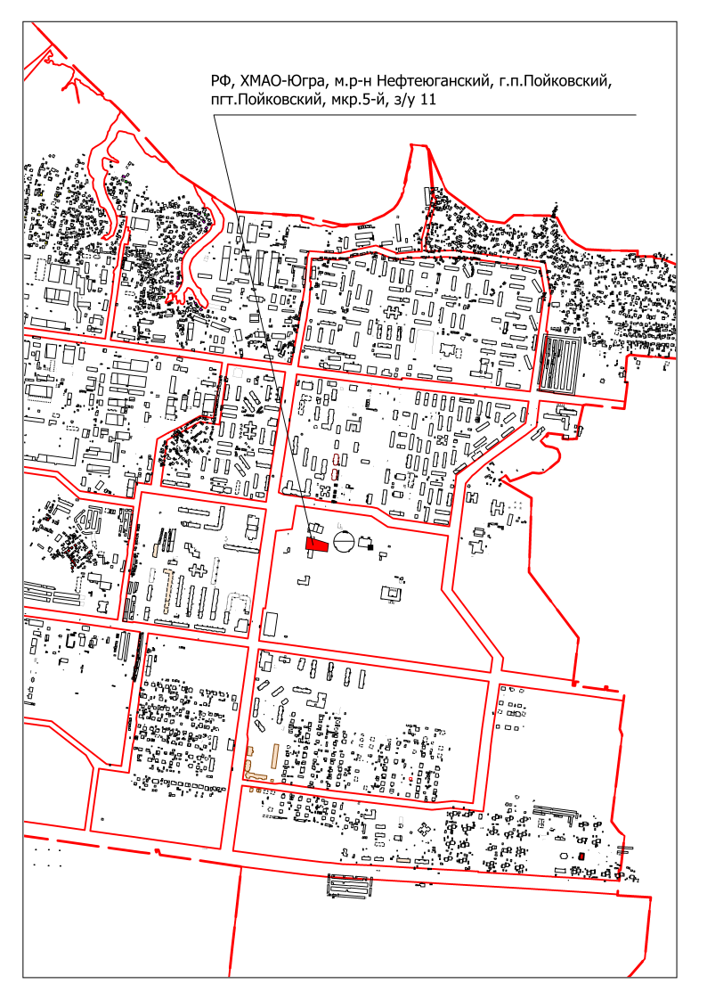 РФ, ХМАО-Югра, м.р-н Нефтеюганский, г.п.Пойковский,
пгт.Пойковский, мкр.5-й, з/у 11